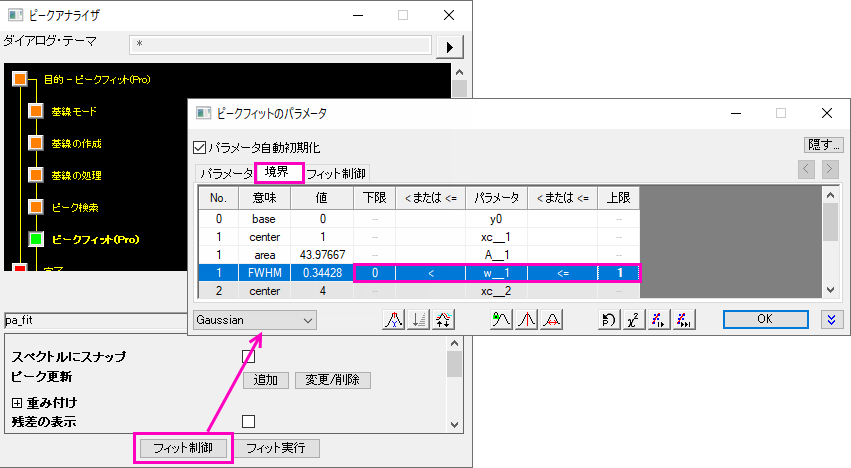 ピークアナライザ
ダイアログ・テーマ
*
目的 - ピークフィット(Pro)
基線モード
基線の作成
基線の処理
ピーク検索
ピークフィット(Pro)
完了
pa_fit
スペクトルにスナップ
ピーク更新 追加 変更/削除
重み付け
残差の表示
フィット制御 フィット実行
ピークフィットのパラメータ
パラメータ自動初期化 隠す...
パラメータ 境界 フィット制御
No. 意味 値 下限 < または <= パラメータ < または <= 上限
0 base 0 -- y0 --
1 center 1 -- xc__1 --
1 area 43.97667 -- A__1 --
1 FWHM 0.34428 0 < w__1 <= 1
2 center 4 -- xc__2 --
Gaussian OK